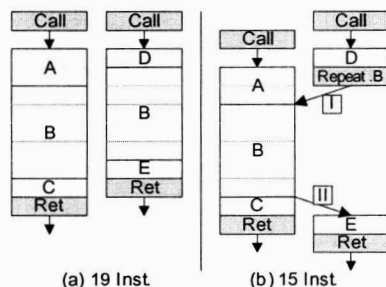 Call
A
B
C
Ret
Call
D
B
E
Ret
(a) 19 Inst.
Call
A
B
C
Ret
Call
D
Repeat .B
I
II
E
Ret
(b) 15 Inst.